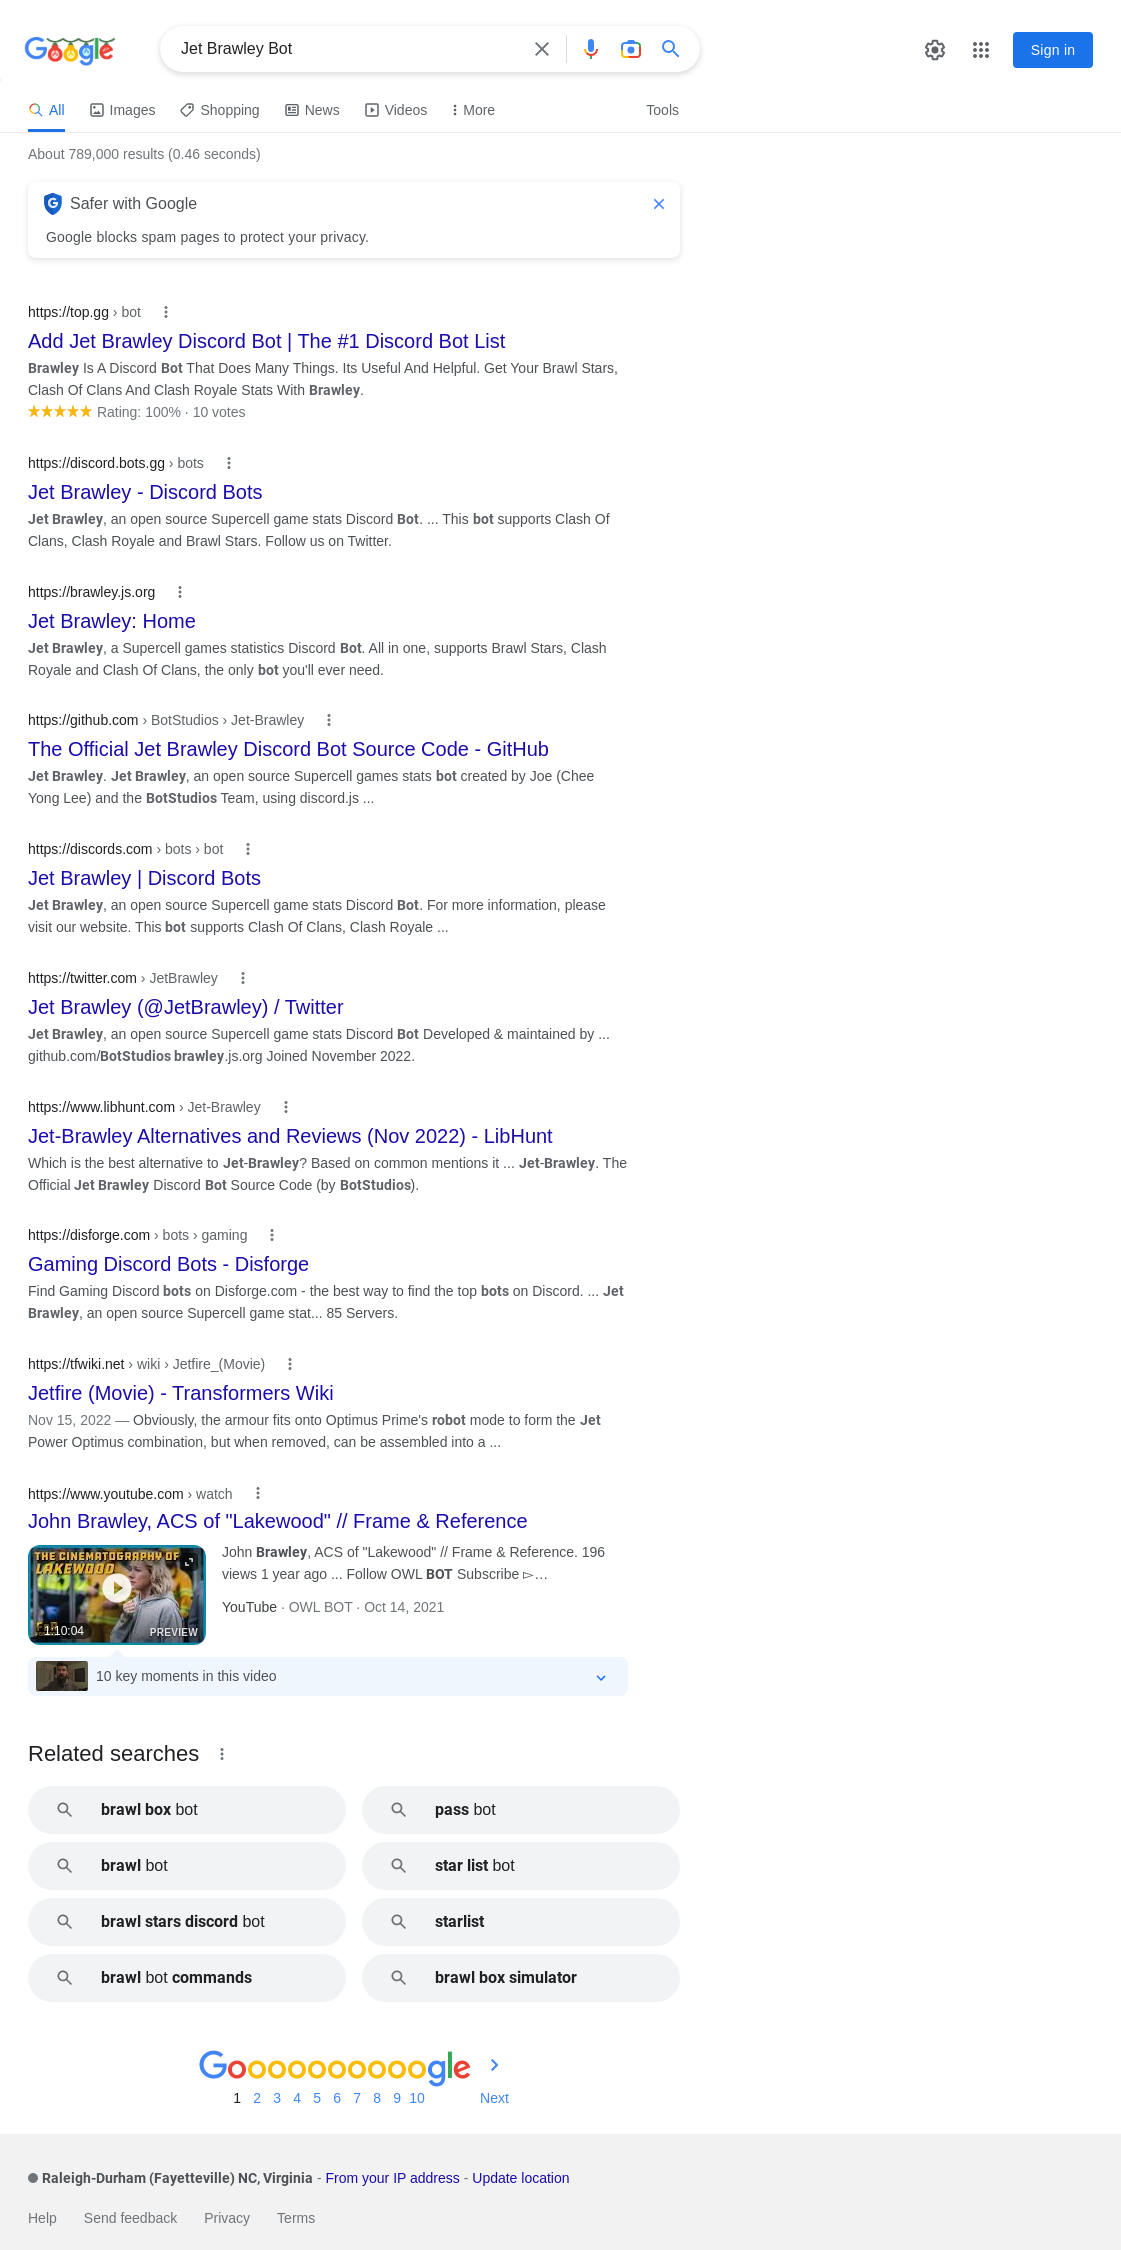 Google
Jet Brawley Bot
Sign in
All Images Shopping News Videos More Tools
About 789,000 results (0.46 seconds)
Safer with Google
Google blocks spam pages to protect your privacy.
https://top.gg › bot
Add Jet Brawley Discord Bot | The #1 Discord Bot List
Brawley Is A Discord Bot That Does Many Things. Its Useful And Helpful. Get Your Brawl Stars,
Clash Of Clans And Clash Royale Stats With Brawley.
Rating: 100% · 10 votes
https://discord.bots.gg › bots
Jet Brawley - Discord Bots
Jet Brawley, an open source Supercell game stats Discord Bot. ... This bot supports Clash Of
Clans, Clash Royale and Brawl Stars. Follow us on Twitter.
https://brawley.js.org
Jet Brawley: Home
Jet Brawley, a Supercell games statistics Discord Bot. All in one, supports Brawl Stars, Clash
Royale and Clash Of Clans, the only bot you'll ever need.
https://github.com › BotStudios › Jet-Brawley
The Official Jet Brawley Discord Bot Source Code - GitHub
Jet Brawley. Jet Brawley, an open source Supercell games stats bot created by Joe (Chee
Yong Lee) and the BotStudios Team, using discord.js ...
https://discords.com › bots › bot
Jet Brawley | Discord Bots
Jet Brawley, an open source Supercell game stats Discord Bot. For more information, please
visit our website. This bot supports Clash Of Clans, Clash Royale ...
https://twitter.com › JetBrawley
Jet Brawley (@JetBrawley) / Twitter
Jet Brawley, an open source Supercell game stats Discord Bot Developed & maintained by ...
github.com/BotStudios brawley.js.org Joined November 2022.
https://www.libhunt.com › Jet-Brawley
Jet-Brawley Alternatives and Reviews (Nov 2022) - LibHunt
Which is the best alternative to Jet-Brawley? Based on common mentions it ... Jet-Brawley. The
Official Jet Brawley Discord Bot Source Code (by BotStudios).
https://disforge.com › bots › gaming
Gaming Discord Bots - Disforge
Find Gaming Discord bots on Disforge.com - the best way to find the top bots on Discord. ... Jet
Brawley, an open source Supercell game stat... 85 Servers.
https://tfwiki.net › wiki › Jetfire_(Movie)
Jetfire (Movie) - Transformers Wiki
Nov 15, 2022 — Obviously, the armour fits onto Optimus Prime's robot mode to form the Jet
Power Optimus combination, but when removed, can be assembled into a ...
https://www.youtube.com › watch
John Brawley, ACS of "Lakewood" // Frame & Reference
THE CINEMATOGRAPHY OF
LAKEWOOD
1:10:04
PREVIEW
John Brawley, ACS of "Lakewood" // Frame & Reference. 196
views 1 year ago ... Follow OWL BOT Subscribe ▻…
YouTube · OWL BOT · Oct 14, 2021
10 key moments in this video
Related searches
brawl box bot
pass bot
brawl bot
star list bot
brawl stars discord bot
starlist
brawl bot commands
brawl box simulator
Goooooooooogle
1 2 3 4 5 6 7 8 9 10 Next
Raleigh-Durham (Fayetteville) NC, Virginia - From your IP address - Update location
Help Send feedback Privacy Terms